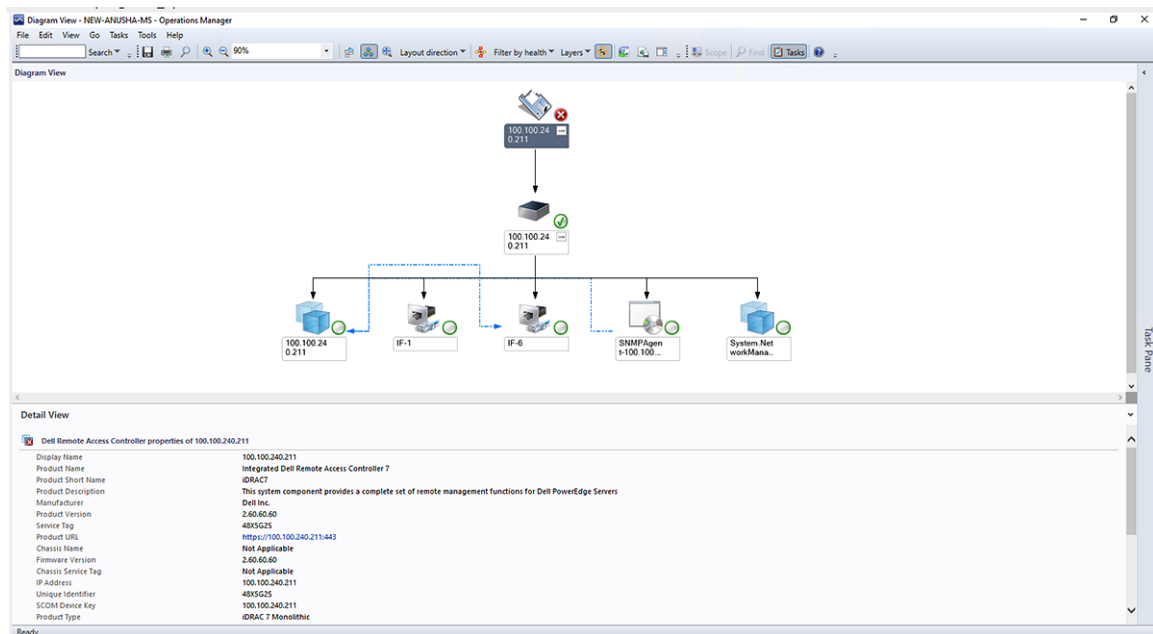 Diagram View - NEW-ANUSHA-MS - Operations Manager
File Edit View Go Tasks Tools Help
Search 90% Layout direction Filter by health Layers Scope Find Tasks
Diagram View
100.100.24
0.211
100.100.24
0.211
100.100.24
0.211
IF-1
IF-6
SNMPAgen
t-100.100....
System.Net
workMana..
Task Pane
Detail View
Dell Remote Access Controller properties of 100.100.240.211
Display Name 100.100.240.211
Product Name Integrated Dell Remote Access Controller 7
Product Short Name iDRAC7
Product Description This system component provides a complete set of remote management functions for Dell PowerEdge Servers
Manufacturer Dell Inc.
Product Version 2.60.60.60
Service Tag 48X5G2S
Product URL https://100.100.240.211:443
Chassis Name Not Applicable
Firmware Version 2.60.60.60
Chassis Service Tag Not Applicable
IP Address 100.100.240.211
Unique Identifier 48X5G2S
SCOM Device Key 100.100.240.211
Product Type iDRAC 7 Monolithic
Ready